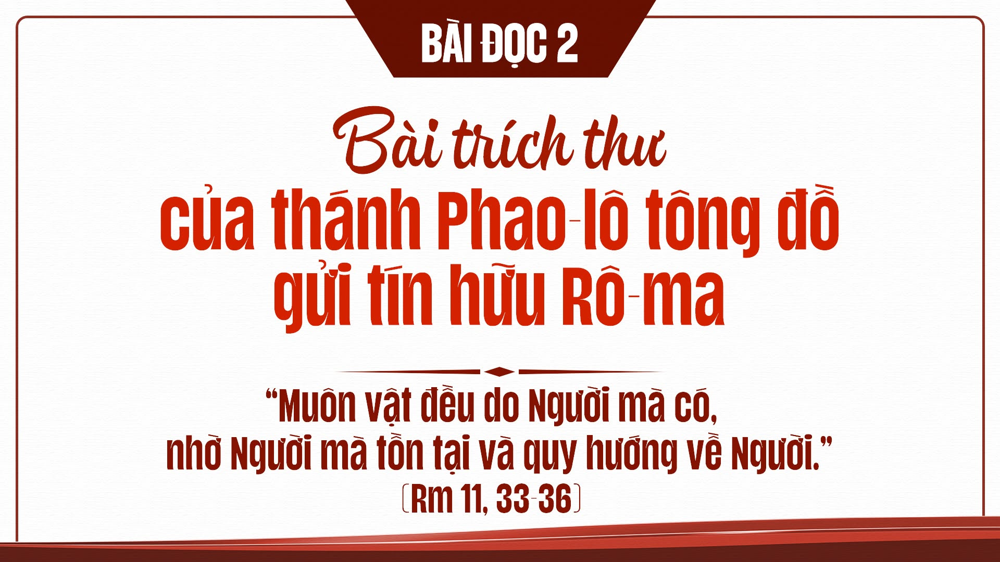 BÀI ĐỌC 2
Bài trích thư
của thánh Phao-lô tông đồ
gửi tín hữu Rô-ma
“Muôn vật đều do Người mà có,
nhờ Người mà tồn tại và quy hướng về Người.”
(Rm 11, 33-36)